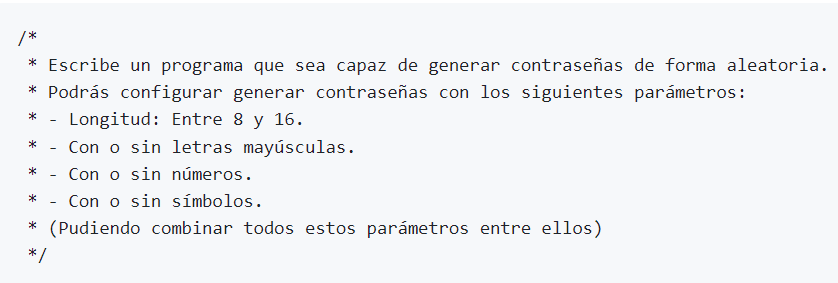 /*
* Escribe un programa que sea capaz de generar contraseñas de forma aleatoria.
* Podrás configurar generar contraseñas con los siguientes parámetros:
* - Longitud: Entre 8 y 16.
* - Con o sin letras mayúsculas.
* - Con o sin números.
* - Con o sin símbolos.
* (Pudiendo combinar todos estos parámetros entre ellos)
*/